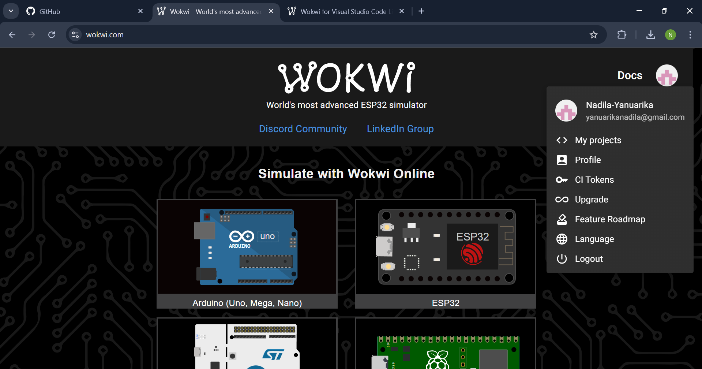 GitHub
Wokwi - World's most advanced
Wokwi for Visual Studio Code
wokwi.com
N
WOKWi
World's most advanced ESP32 simulator
Discord Community
LinkedIn Group
Docs
Nadila-Yanuarika
yanuarikanadila@gmail.com
My projects
Profile
CI Tokens
Upgrade
Feature Roadmap
Language
Logout
Simulate with Wokwi Online
UNO
ARDUINO
ESP32
Arduino (Uno, Mega, Nano)
ESP32
ST